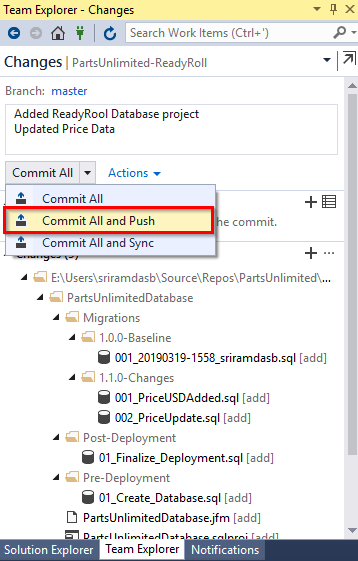 Team Explorer - Changes
Search Work Items (Ctrl+')
Changes | PartsUnlimited-ReadyRoll
Branch: master
Added ReadyRool Database project
Updated Price Data
Commit All Actions
Commit All
Commit All and Push
the commit.
Commit All and Sync
Changes
E:\Users\sriramdasb\Source\Repos\PartsUnlimited\...
PartsUnlimitedDatabase
Migrations
1.0.0-Baseline
001_20190319-1558_sriramdasb.sql [add]
1.1.0-Changes
001_PriceUSDAdded.sql [add]
002_PriceUpdate.sql [add]
Post-Deployment
01_Finalize_Deployment.sql [add]
Pre-Deployment
01_Create_Database.sql [add]
PartsUnlimitedDatabase.jfm [add]
PartsUnlimitedDatabase.sqlproj [add]
Solution Explorer Team Explorer Notifications